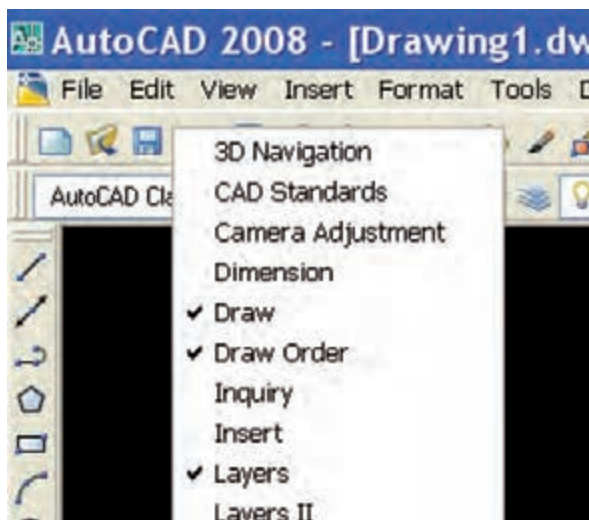 AutoCAD 2008 - [Drawing1.dw
File Edit View Insert Format Tools D
3D Navigation
AutoCAD Cla
CAD Standards
Camera Adjustment
Dimension
Draw
Draw Order
Inquiry
Insert
Layers
Layers II